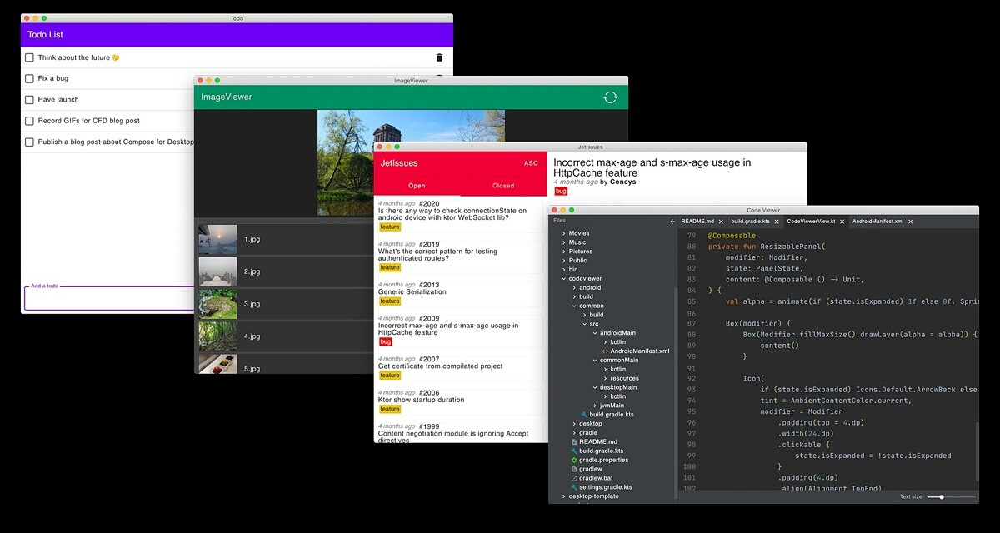 Todo
Todo List
Think about the future 🤔
Fix a bug
Have launch
Record GIFs for CFD blog post
Publish a blog post about Compose for Desktop
Add a todo
ImageViewer
ImageViewer
1.jpg
2.jpg
3.jpg
4.jpg
5.jpg
JetIssues
JetIssues ASC
Open Closed
4 months ago #2020
Is there any way to check connectionState on
android device with ktor WebSocket lib?
feature
4 months ago #2019
What's the correct pattern for testing
authenticated routes?
feature
4 months ago #2013
Generic Serialization
feature
4 months ago #2009
Incorrect max-age and s-max-age usage in
HttpCache feature
bug
4 months ago #2007
Get certificate from compilated project
feature
4 months ago #2006
Ktor show startup duration
feature
4 months ago #1999
Content negotiation module is ignoring Accept
directives
Incorrect max-age and s-max-age usage in
HttpCache feature
4 months ago by Coneys
bug
Code Viewer
Files
Movies
Music
Pictures
Public
bin
codeviewer
android
build
common
build
src
androidMain
kotlin
AndroidManifest.xml
commonMain
kotlin
resources
desktopMain
kotlin
jvmMain
build.gradle.kts
desktop
gradle
README.md
build.gradle.kts
gradle.properties
gradlew
gradlew.bat
settings.gradle.kts
desktop-template
README.md build.gradle.kts CodeViewerView.kt AndroidManifest.xml
79 @Composable
80 private fun ResizablePanel(
81 modifier: Modifier,
82 state: PanelState,
83 content: @Composable () -> Unit,
84 ) {
85 val alpha = animate(if (state.isExpanded) 1f else 0f, Sprin
86
87 Box(modifier) {
88 Box(Modifier.fillMaxSize().drawLayer(alpha = alpha)) {
89 content()
90 }
91
92 Icon(
93 if (state.isExpanded) Icons.Default.ArrowBack else
94 tint = AmbientContentColor.current,
95 modifier = Modifier
96 .padding(top = 4.dp)
97 .width(24.dp)
98 .clickable {
99 state.isExpanded = !state.isExpanded
100 }
101 .padding(4.dp)
102 .align(Alignment.TopEnd)
Text size